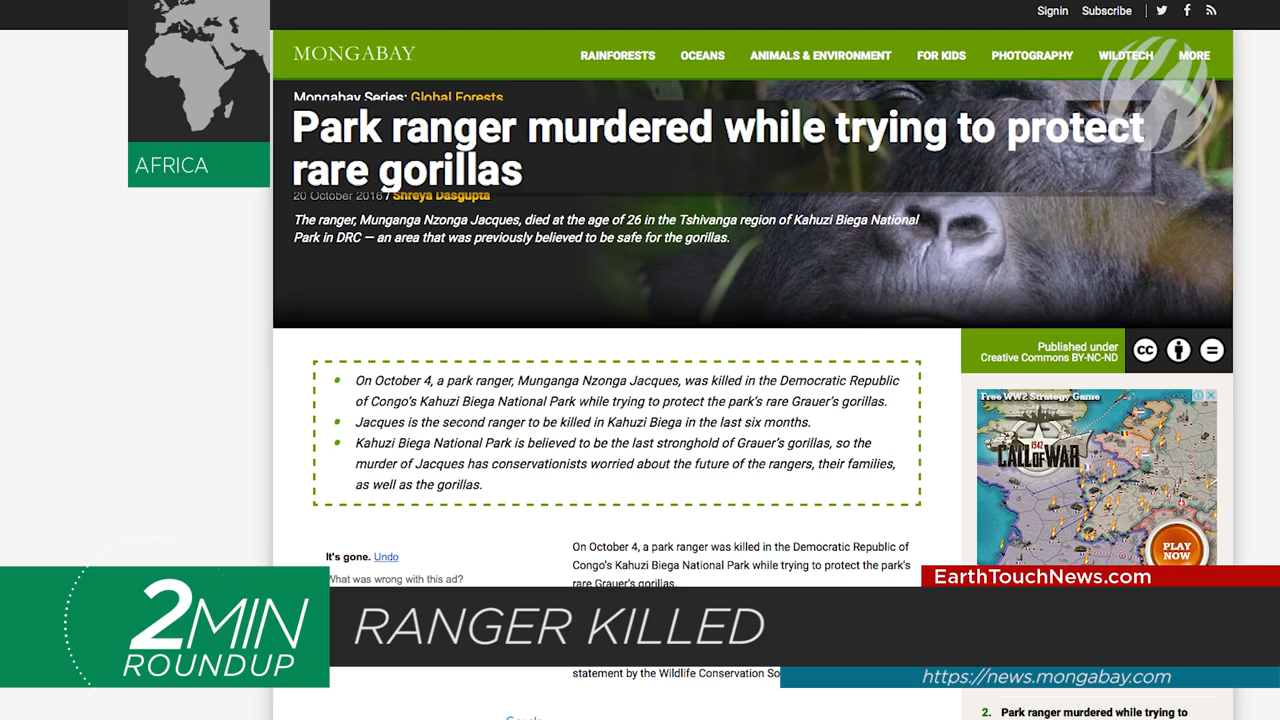 Signin Subscribe
MONGABAY
RAINFORESTS OCEANS ANIMALS & ENVIRONMENT FOR KIDS PHOTOGRAPHY WILDTECH MORE
AFRICA
Mongabay Series: Global Forests
Park ranger murdered while trying to protect
rare gorillas
20 October 2016 / Shreya Dasgupta
The ranger, Munganga Nzonga Jacques, died at the age of 26 in the Tshivanga region of Kahuzi Biega National
Park in DRC — an area that was previously believed to be safe for the gorillas.
Published under
Creative Commons BY-NC-ND
cc
On October 4, a park ranger, Munganga Nzonga Jacques, was killed in the Democratic Republic
of Congo's Kahuzi Biega National Park while trying to protect the park's rare Grauer's gorillas.
Jacques is the second ranger to be killed in Kahuzi Biega in the last six months.
Kahuzi Biega National Park is believed to be the last stronghold of Grauer's gorillas, so the
murder of Jacques has conservationists worried about the future of the rangers, their families,
as well as the gorillas.
Free WW2 Strategy Game
1942
CALL OF WAR
PLAY
NOW
It's gone. Undo
What was wrong with this ad?
On October 4, a park ranger was killed in the Democratic Republic of
Congo's Kahuzi Biega National Park while trying to protect the park's
rare Grauer's gorillas.
EarthTouchNews.com
2MIN
ROUNDUP
RANGER KILLED
statement by the Wildlife Conservation So
https://news.mongabay.com
2. Park ranger murdered while trying to